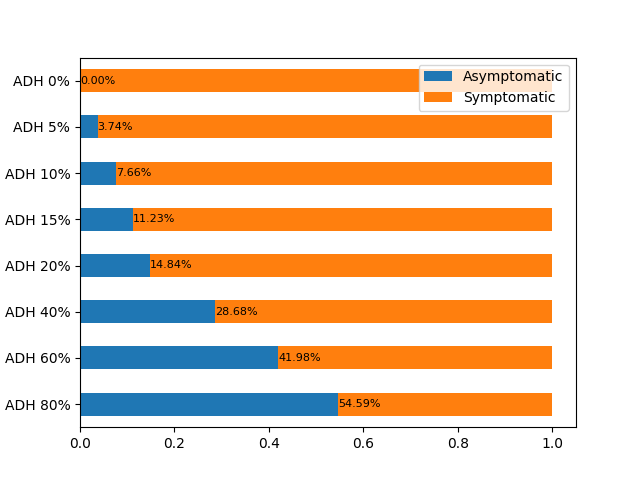 Asymptomatic
Symptomatic
ADH 0% 0.00%
ADH 5% 3.74%
ADH 10% 7.66%
ADH 15% 11.23%
ADH 20% 14.84%
ADH 40% 28.68%
ADH 60% 41.98%
ADH 80% 54.59%
0.0 0.2 0.4 0.6 0.8 1.0